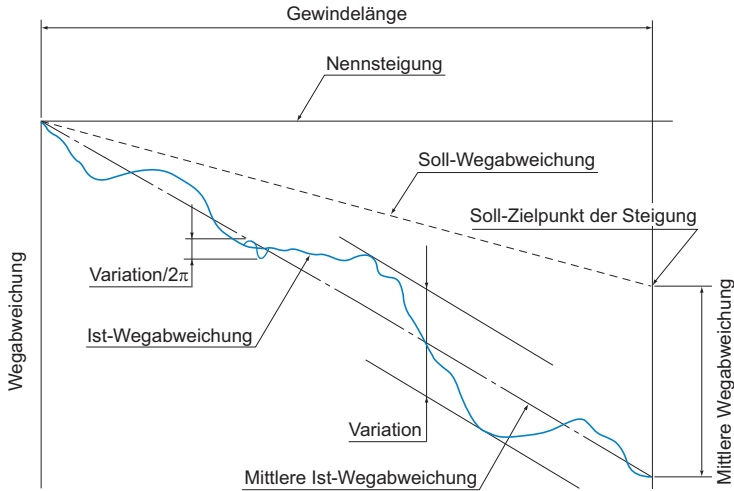 Gewindelänge
Nennsteigung
Soll-Wegabweichung
Soll-Zielpunkt der Steigung
Variation/2π
Ist-Wegabweichung
Wegabweichung
Mittlere Wegabweichung
Variation
Mittlere Ist-Wegabweichung